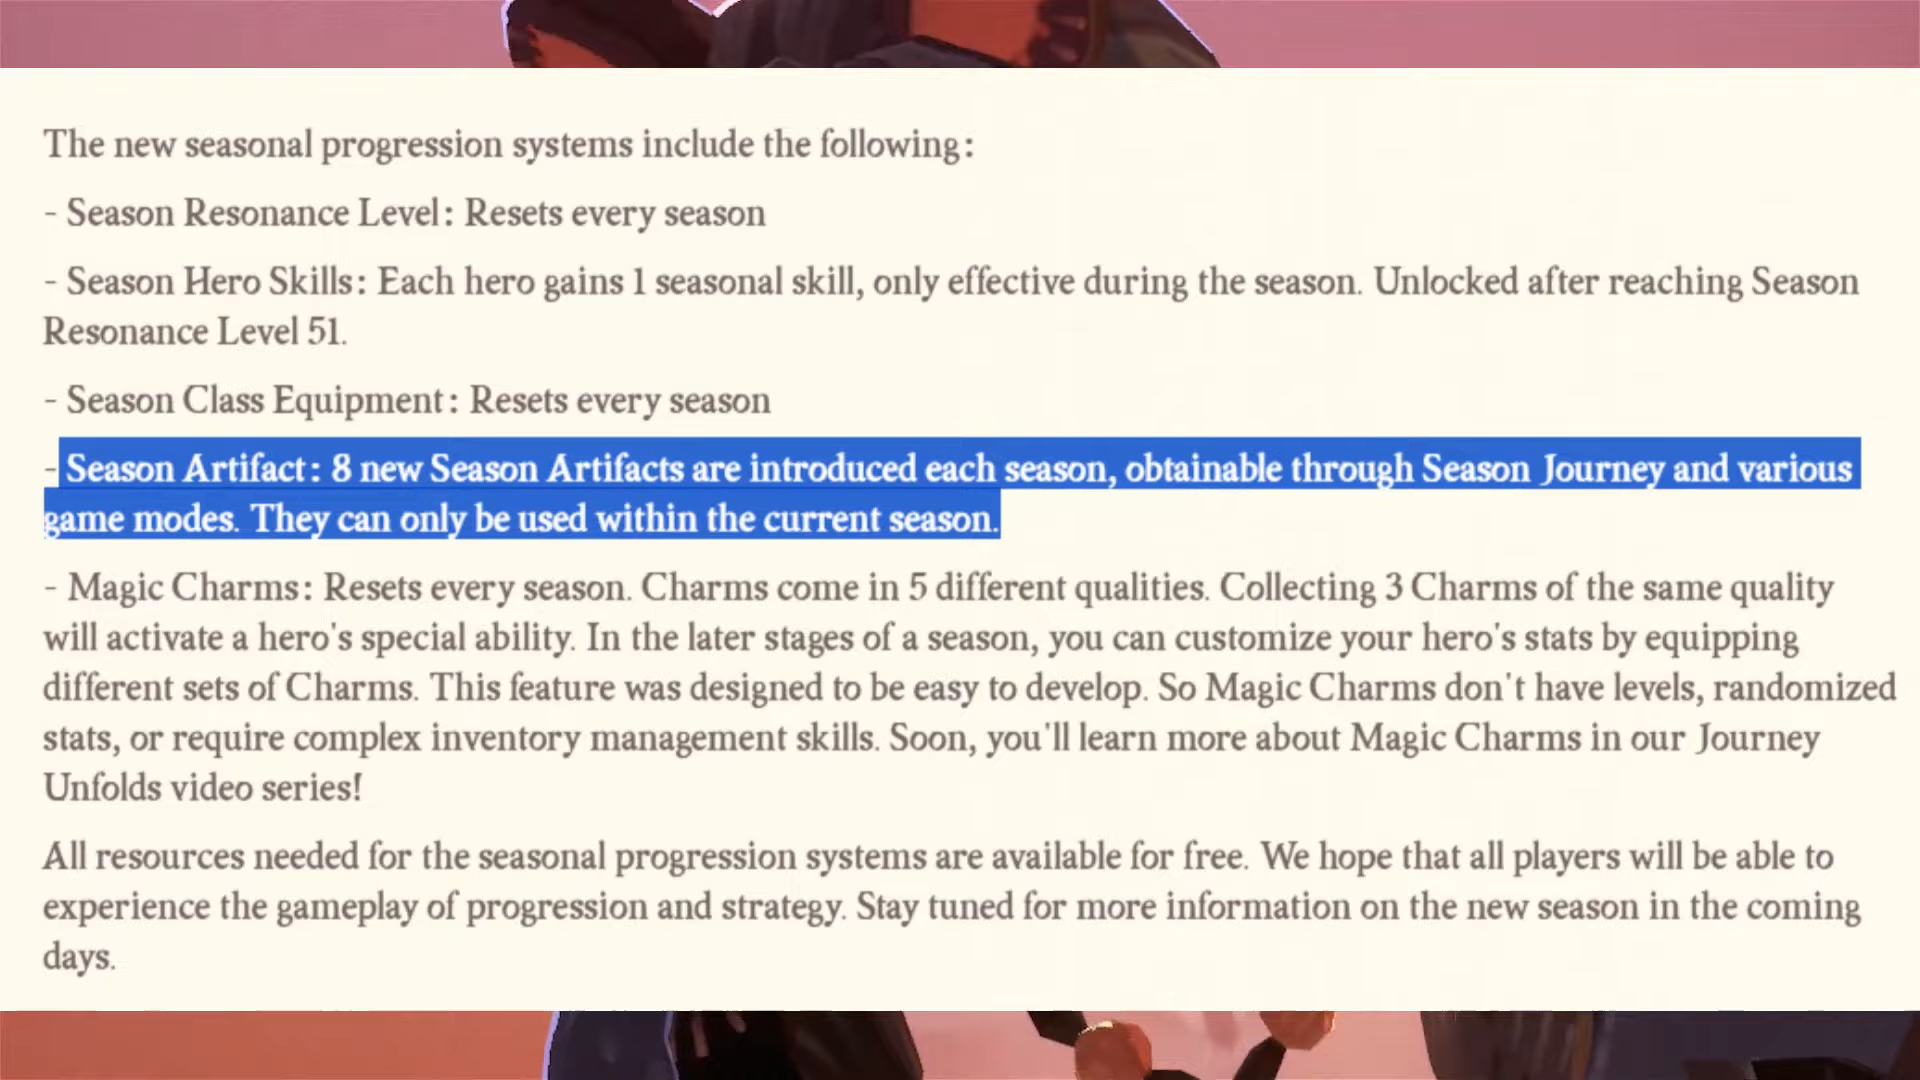 The new seasonal progression systems include the following:
- Season Resonance Level: Resets every season
- Season Hero Skills: Each hero gains 1 seasonal skill, only effective during the season. Unlocked after reaching Season
Resonance Level 51.
- Season Class Equipment: Resets every season
- Season Artifact: 8 new Season Artifacts are introduced each season, obtainable through Season Journey and various
game modes. They can only be used within the current season.
- Magic Charms: Resets every season. Charms come in 5 different qualities. Collecting 3 Charms of the same quality
will activate a hero's special ability. In the later stages of a season, you can customize your hero's stats by equipping
different sets of Charms. This feature was designed to be easy to develop. So Magic Charms don't have levels, randomized
stats, or require complex inventory management skills. Soon, you'll learn more about Magic Charms in our Journey
Unfolds video series!
All resources needed for the seasonal progression systems are available for free. We hope that all players will be able to
experience the gameplay of progression and strategy. Stay tuned for more information on the new season in the coming
days.